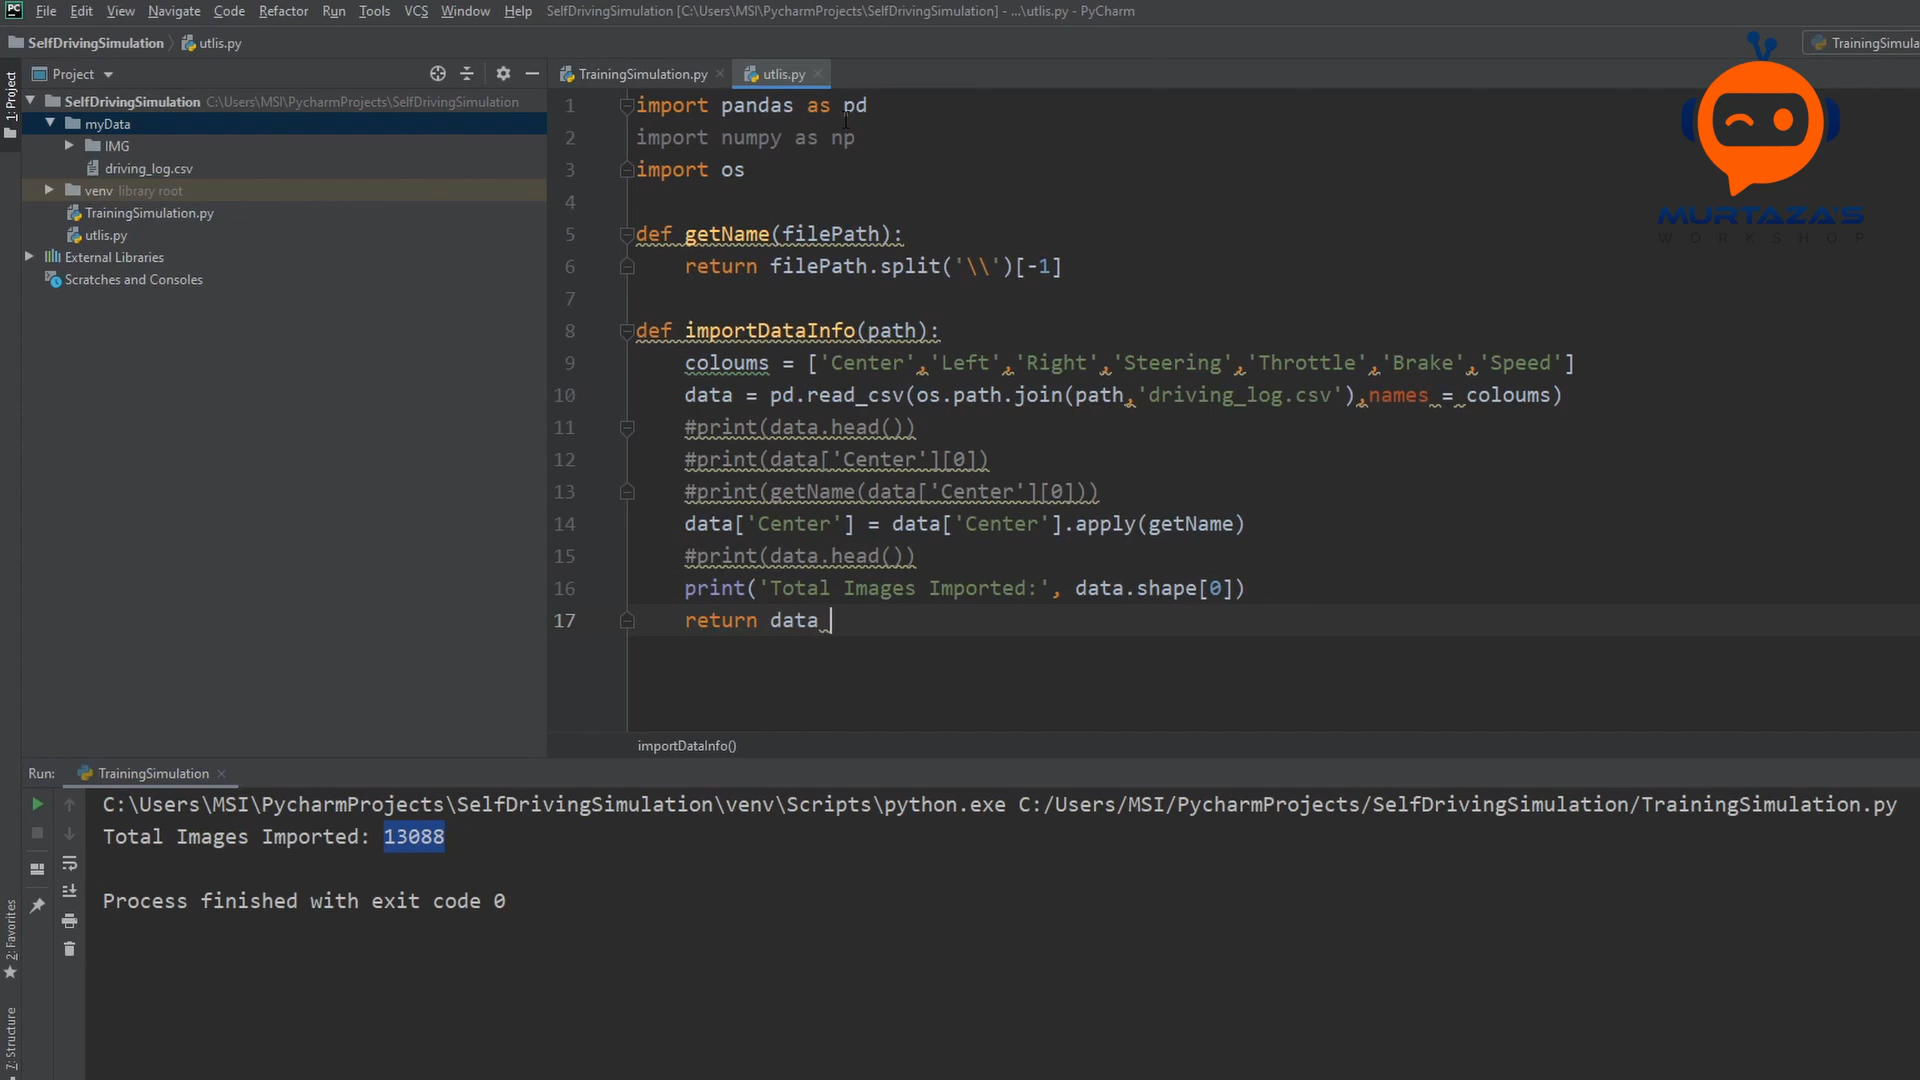 File Edit View Navigate Code Refactor Run Tools VCS Window Help SelfDrivingSimulation [C:\Users\MSI\PycharmProjects\SelfDrivingSimulation] - ...\utlis.py - PyCharm
SelfDrivingSimulation utlis.py
TrainingSimula
1: Project
Project
SelfDrivingSimulation C:\Users\MSI\PycharmProjects\SelfDrivingSimulation
myData
IMG
driving_log.csv
venv library root
TrainingSimulation.py
utlis.py
External Libraries
Scratches and Consoles
TrainingSimulation.py utlis.py
1 import pandas as pd
2 import numpy as np
3 import os
4
5 def getName(filePath):
6 return filePath.split('\\')[-1]
7
8 def importDataInfo(path):
9 coloums = ['Center','Left','Right','Steering','Throttle','Brake','Speed']
10 data = pd.read_csv(os.path.join(path,'driving_log.csv'),names = coloums)
11 #print(data.head())
12 #print(data['Center'][0])
13 #print(getName(data['Center'][0]))
14 data['Center'] = data['Center'].apply(getName)
15 #print(data.head())
16 print('Total Images Imported:', data.shape[0])
17 return data
importDataInfo()
MURTAZA'S
WORKSHOP
Run: TrainingSimulation
C:\Users\MSI\PycharmProjects\SelfDrivingSimulation\venv\Scripts\python.exe C:/Users/MSI/PycharmProjects/SelfDrivingSimulation/TrainingSimulation.py
Total Images Imported: 13088
Process finished with exit code 0
2: Favorites
7: Structure